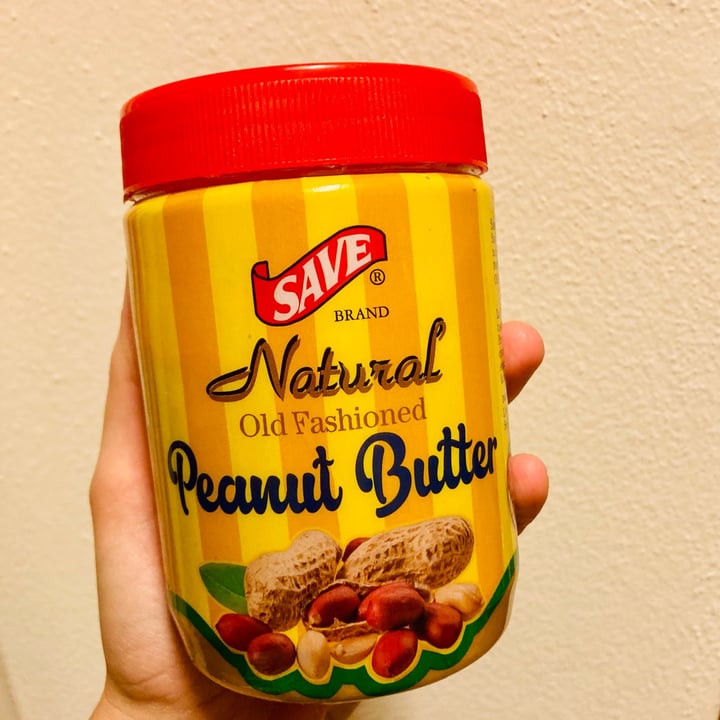 SAVE
®
BRAND
Natural
Old Fashioned
Peanut Butter